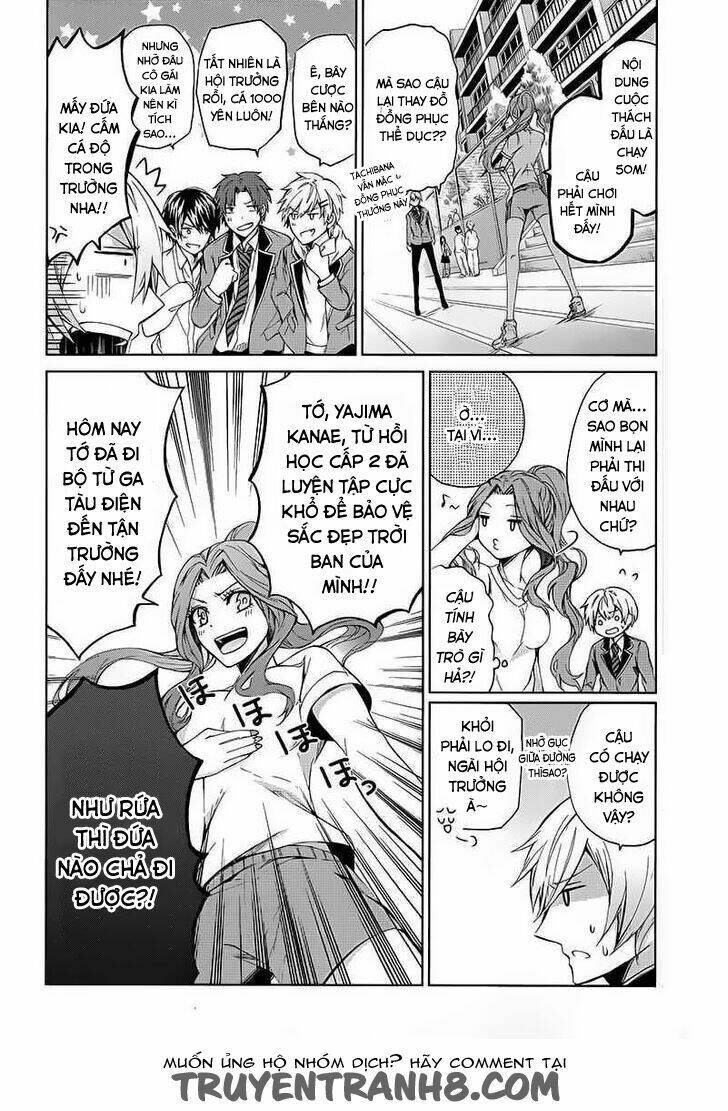 NỘI
DUNG
CUỘC
THÁCH
ĐẤU LÀ
CHẠY
50M!
CẬU
PHẢI CHƠI
HẾT MÌNH
ĐẤY!
MÀ SAO CẬU
LẠI THAY ĐỒ
ĐỒNG PHỤC
THỂ DỤC??
TACHIBANA
VẪN MẶC
ĐỒNG PHỤC
THƯỜNG NÀY
Ê, BÂY
CƯỢC
BÊN NÀO
THẮNG?
TẤT NHIÊN LÀ
HỘI TRƯỞNG
RỒI, CÁ 1000
YÊN LUÔN!
NHƯNG
NHỠ ĐÂU
CÔ GÁI
KIA LÀM
NÊN KÌ
TÍCH
SAO...
MẤY ĐỨA
KIA! CẤM
CÁ ĐỘ
TRONG
TRƯỜNG
NHA!!
CƠ MÀ...
SAO BỌN
MÌNH LẠI
PHẢI THI
ĐẤU VỚI
NHAU
CHỨ?
Ờ...
TẠI VÌ...
CẬU
TÍNH
BÀY
TRÒ GÌ
HẢ?!
CẬU
CÓ CHẠY
ĐƯỢC
KHÔNG
VẬY?
NHỠ GỤC
GIỮA ĐƯỜNG
THÌSAO?
KHỎI
PHẢI LO ĐI,
NGÀI HỘI
TRƯỞNG
À~
TỚ, YAJIMA
KANAE, TỪ HỒI
HỌC CẤP 2 ĐÃ
LUYỆN TẬP CỰC
KHỔ ĐỂ BẢO VỆ
SẮC ĐẸP TRỜI
BAN CỦA
MÌNH!!
HÔM NAY
TỚ ĐÃ ĐI
BỘ TỪ GA
TÀU ĐIỆN
ĐẾN TẬN
TRƯỜNG
ĐẤY NHÉ!
ほ
ほ
ほ
ほっ
NHƯ RỨA
THÌ ĐỨA
NÀO CHẢ ĐI
ĐƯỢC?!
MUỐN ỦNG HỘ NHÓM DỊCH? HÃY COMMENT TẠI
TRUYENTRANH8.COM